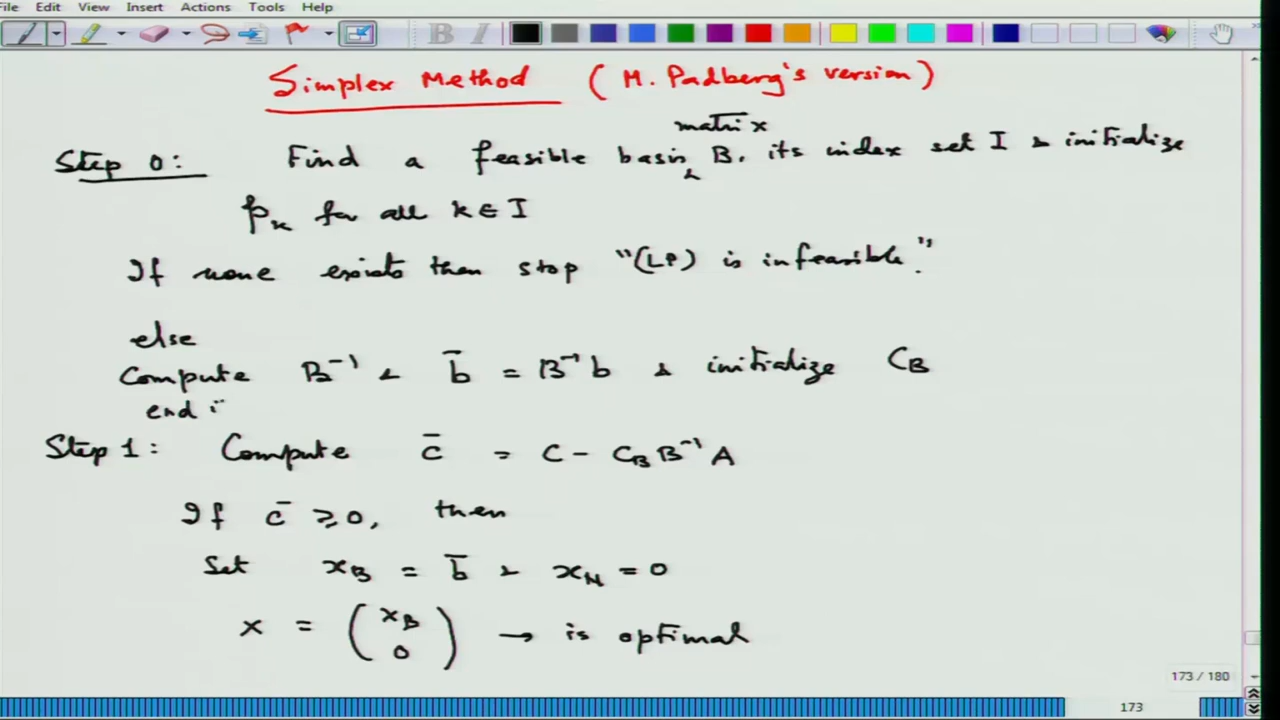 File Edit View Insert Actions Tools Help
Simplex Method (M. Padberg's version)
matrix
Step 0: Find a feasible basis B, its index set I & initialize
p_k for all k ∈ I
If none exists then stop "(LP) is infeasible".
else
Compute B⁻¹ & b̄ = B⁻¹b & initialize C_B
end i
Step 1: Compute c̄ = C - C_B B⁻¹ A
If c̄ ⩾ 0, then
Set x_B = b̄ & x_N = 0
x = (x_B 0) → is optimal
173 / 180
173